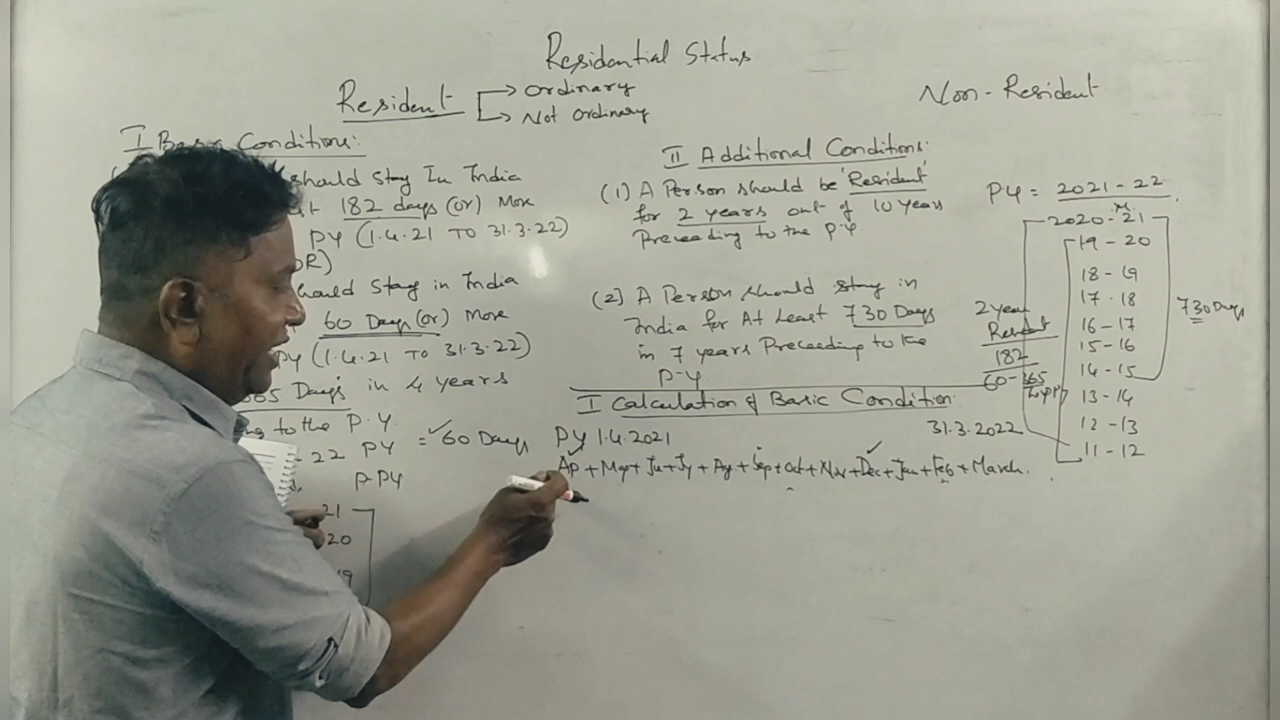 Residential Status
Resident → Ordinary
→ Not Ordinary
Non-Resident
I Basic Conditions:
should Stay In India
182 days (or) More
PY (1.4.21 TO 31.3.22)
OR)
should Stay in India
60 Days (or) More
PY (1.4.21 TO 31.3.22)
365 Days in 4 years
to the P.Y.
-22 PY = ✓60 Days
P-PY
21
20
19
II Additional Conditions:
(1) A Person should be 'Resident'
for 2 years out of 10 years
Preceeding to the P.Y
(2) A Person should stay in
India for At Least 730 Days
in 7 years Preceeding to the
P-Y
PY = 2021-22
2020-21
19-20
18-19
17-18
16-17
15-16
14-15
13-14
12-13
11-12
730 Days
2 year
Resident
182
60-365
I Calculation of Basic Condition
PY 1.4.2021 31.3.2022
Ap + May + Ju + Jy + Ag + Sep + Oct + Nov + Dec + Jan + Feb + March.